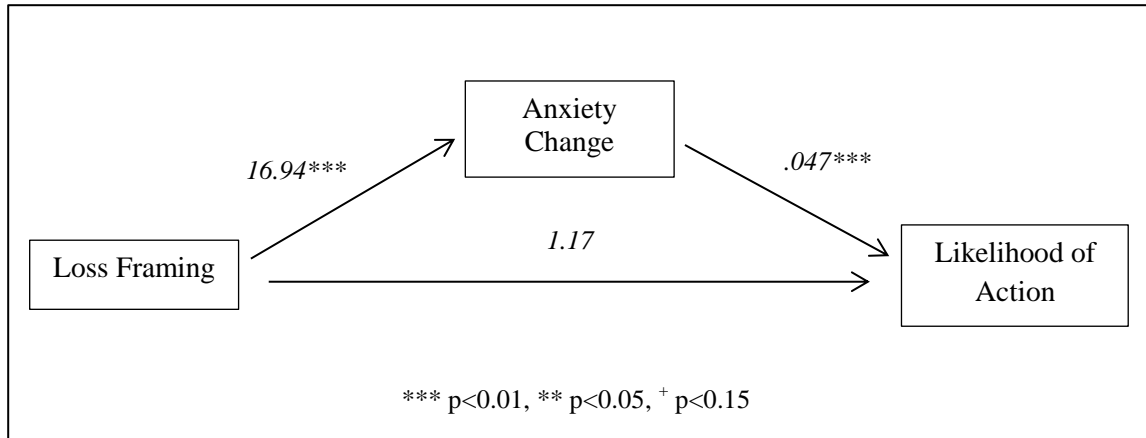 Anxiety
Change
16.94***
.047***
1.17
Loss Framing
Likelihood of
Action
*** p<0.01, ** p<0.05, + p<0.15